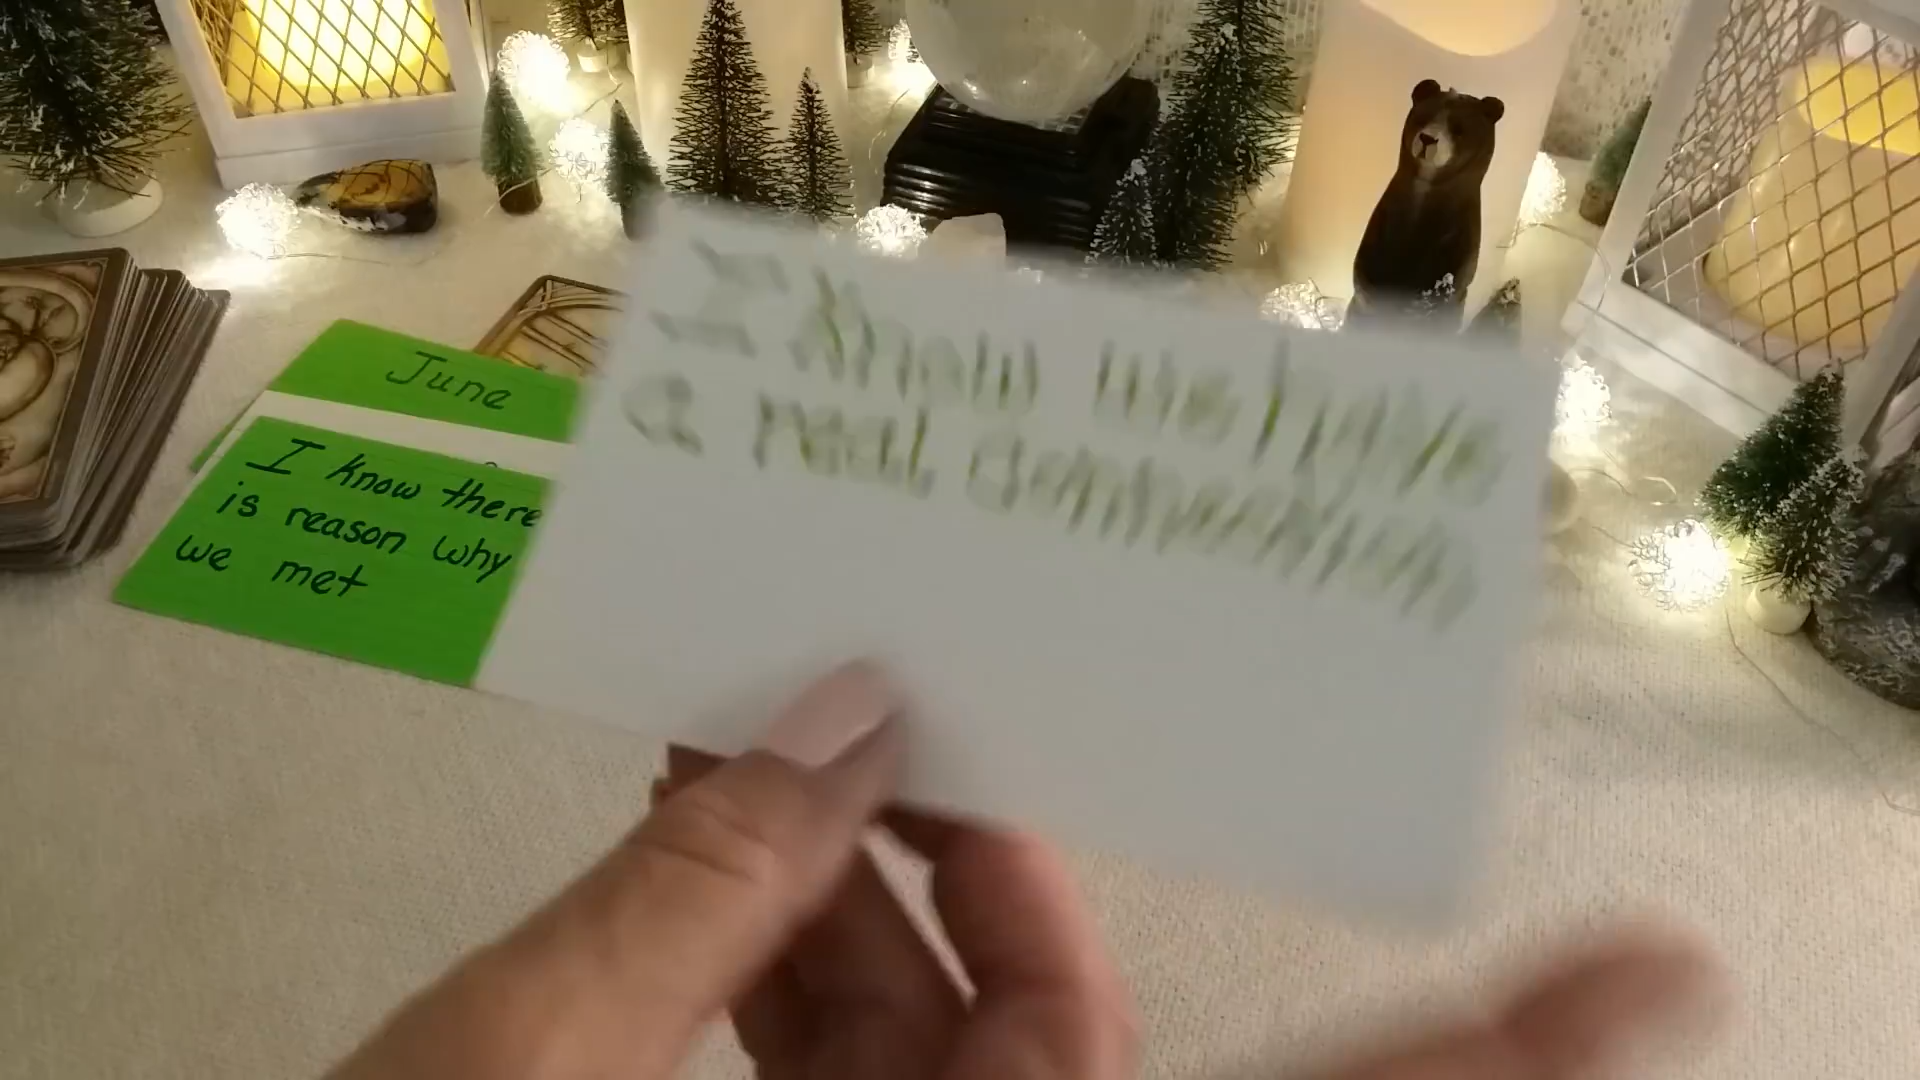 June
I know there
is reason why
we met
I know we have
a real connection